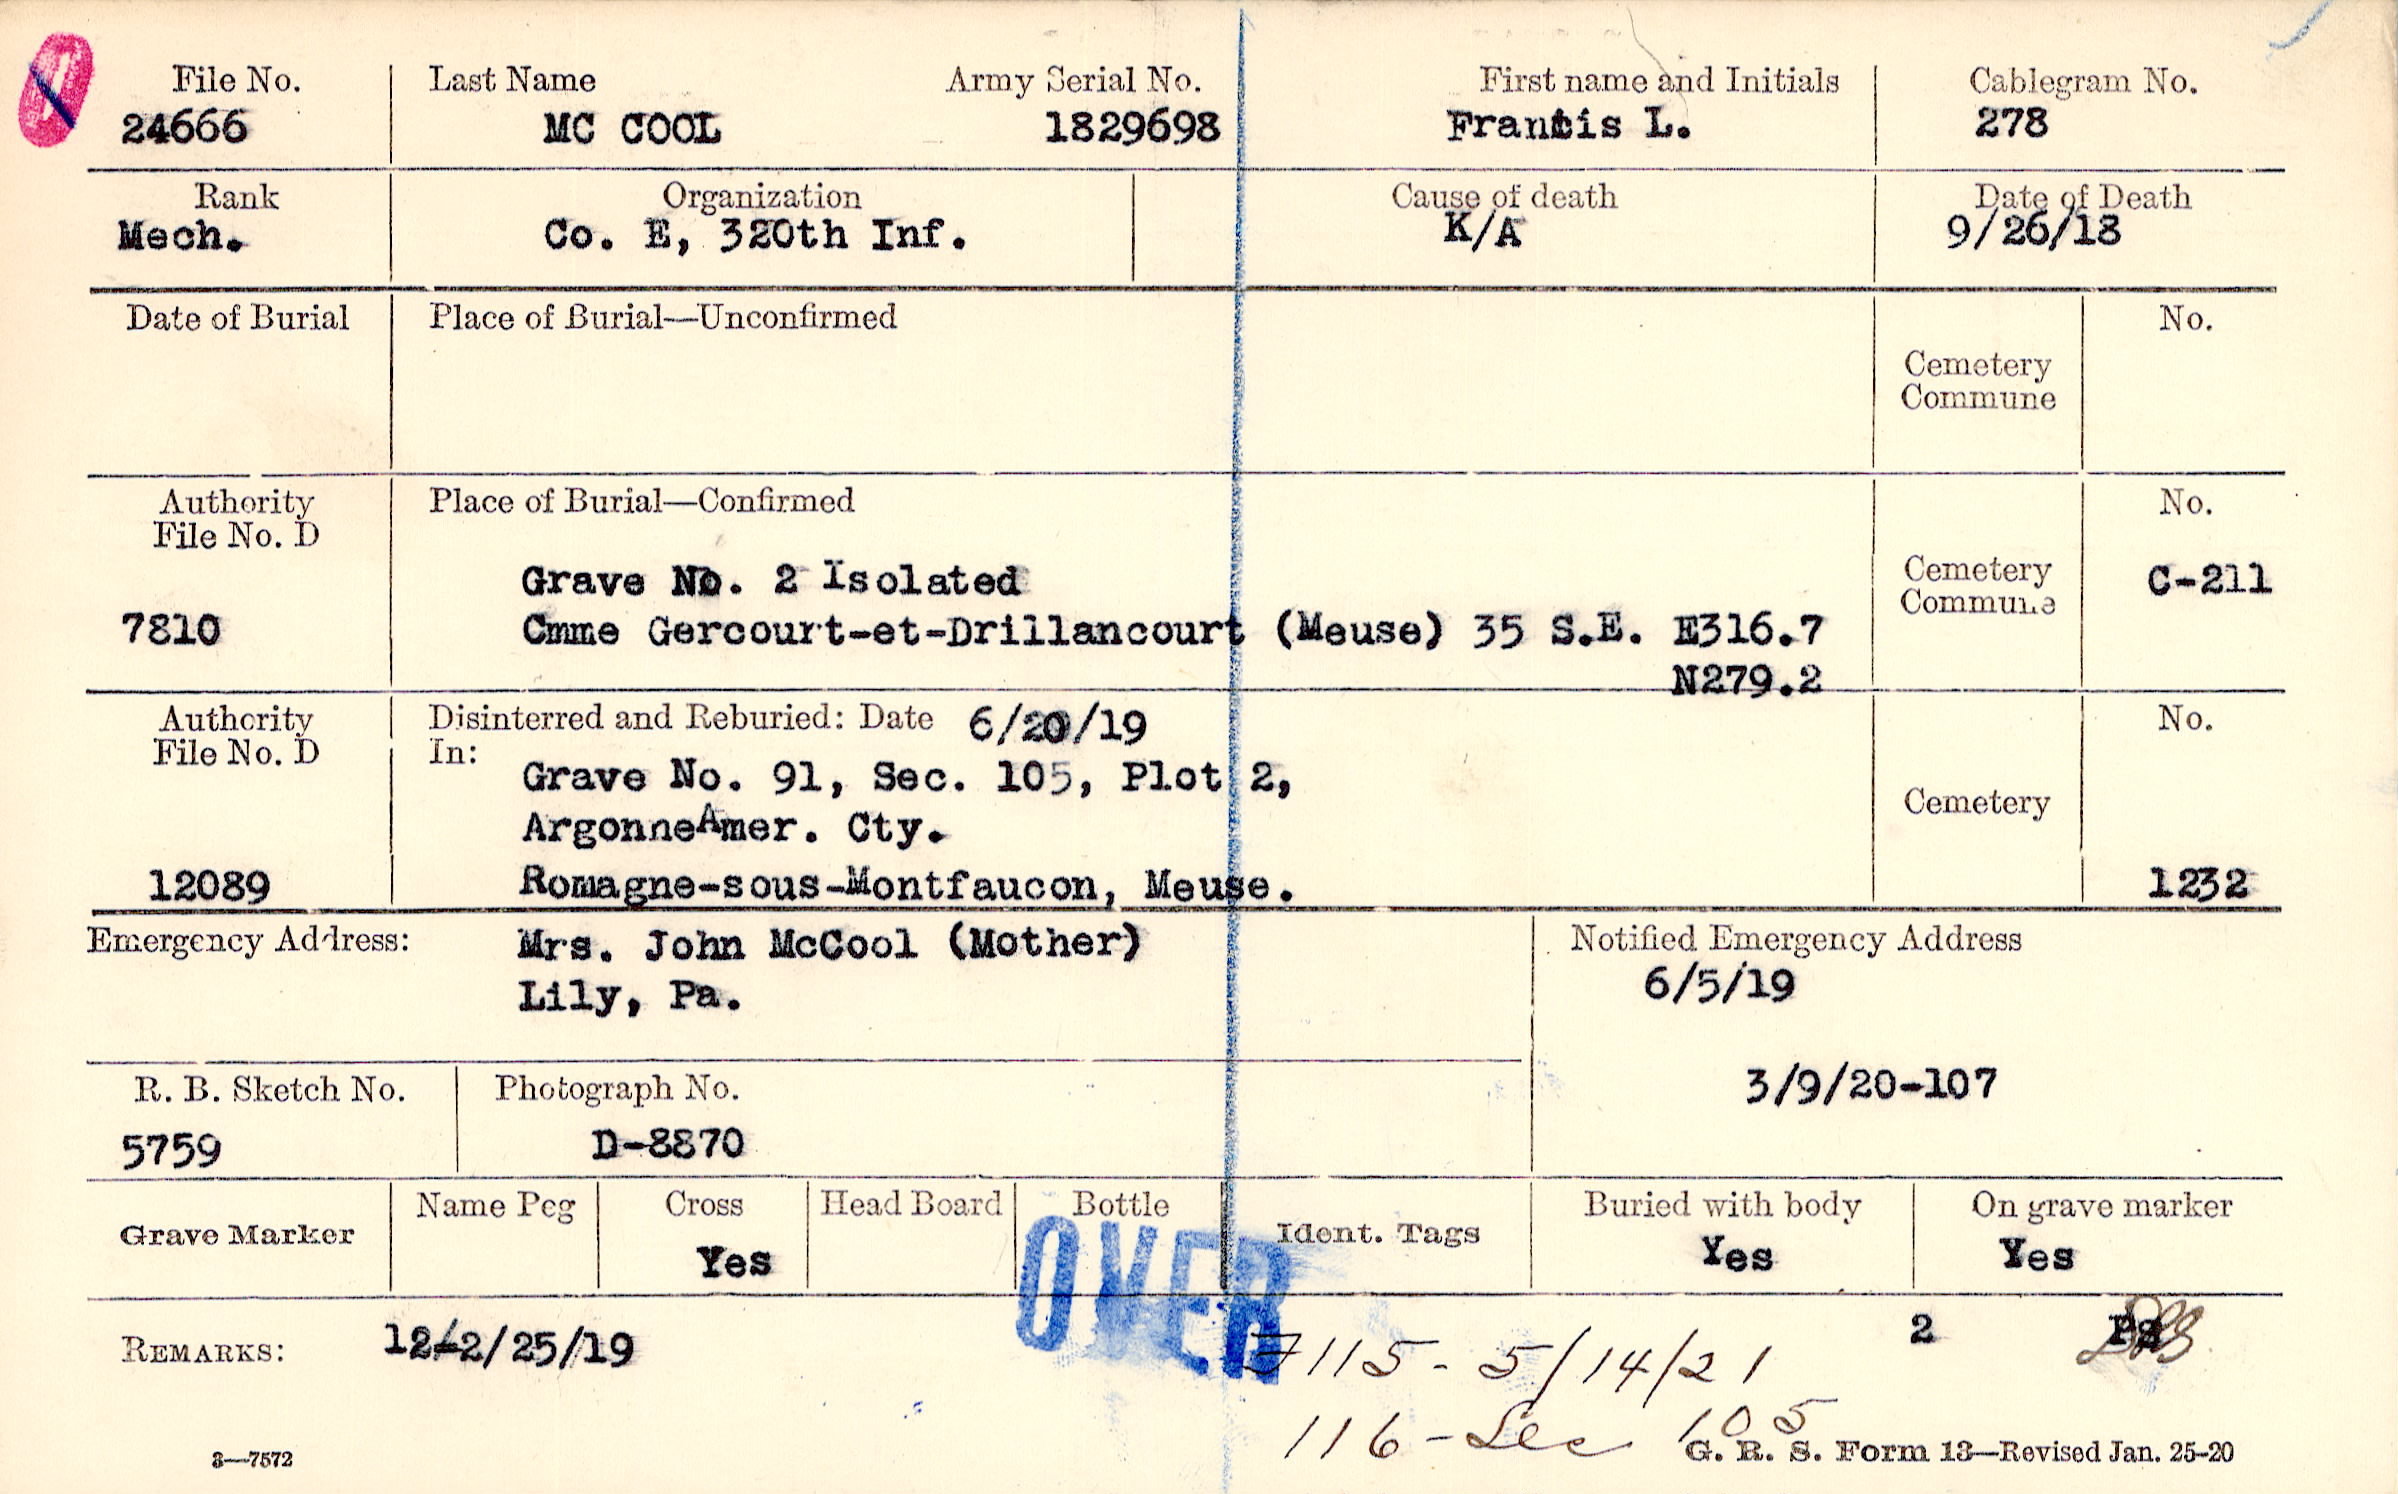 File No. Last Name Army Serial No. First name and Initials Cablegram No.
24666 MC COOL 1829698 Francis L. 278
Rank Organization Cause of death Date of Death
Mech. Co. E, 320th Inf. K/A 9/26/18
Date of Burial Place of Burial—Unconfirmed No.
Cemetery
Commune
Authority Place of Burial—Confirmed No.
File No. D
Grave No. 2 Isolated Cemetery C-211
Commune
7810 Cmme Gercourt-et-Drillancourt (Meuse) 35 S.E. E316.7
N279.2
Authority Disinterred and Reburied: Date 6/20/19 No.
File No. D In:
Grave No. 91, Sec. 105, Plot 2,
Argonne Amer. Cty. Cemetery
12089 Romagne-sous-Montfaucon, Meuse. 1232
Emergency Address: Mrs. John McCool (Mother) Notified Emergency Address
Lily, Pa. 6/5/19
R. B. Sketch No. Photograph No. 3/9/20-107
5759 D-8870
Grave Marker Name Peg Cross Head Board Bottle Ident. Tags Buried with body On grave marker
Yes Yes Yes
OVER
REMARKS: 12-2/25/19 2 Pa
7115 - 5/14/21
116 - Sec 105
3—7572 G. R. S. Form 13—Revised Jan. 25-20